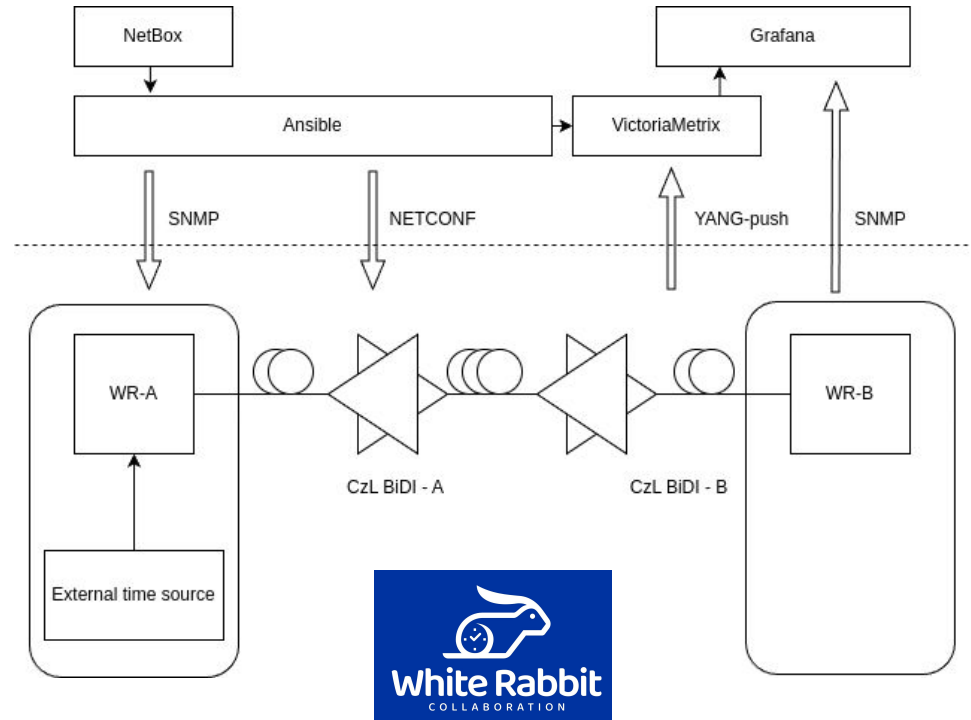 NetBox
Grafana
Ansible
VictoriaMetrix
SNMP
NETCONF
YANG-push
SNMP
WR-A
WR-B
CzL BiDI - A
CzL BiDI - B
External time source
White Rabbit
COLLABORATION